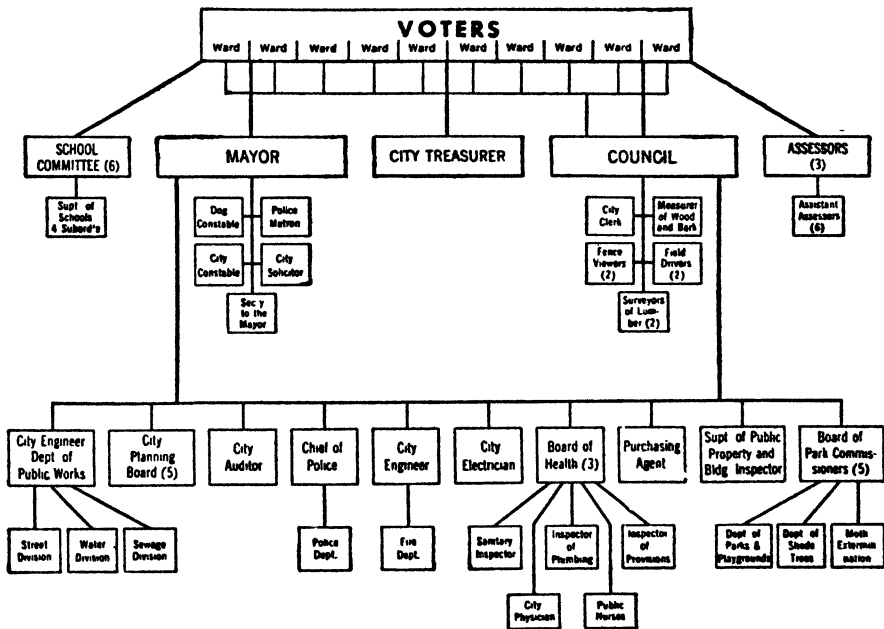 VOTERS
Ward Ward Ward Ward Ward Ward Ward Ward Ward Ward
SCHOOL
COMMITTEE (6)
MAYOR
CITY TREASURER
COUNCIL
ASSESSORS
(3)
Supt of
Schools
& Subord's
Dog
Constable
Police
Matron
City
Constable
City
Solicitor
Sec'y
to the
Mayor
City
Clerk
Measurer
of Wood
and Bark
Fence
Viewers
(2)
Field
Drivers
(2)
Surveyors
of Lum-
ber (2)
Assistant
Assessors
(6)
City Engineer
Dept of
Public Works
City
Planning
Board (5)
City
Auditor
Chief of
Police
City
Engineer
City
Electrician
Board of
Health (3)
Purchasing
Agent
Supt of Public
Property and
Bldg Inspector
Board of
Park Commis-
sioners (5)
Street
Division
Water
Division
Sewage
Division
Police
Dept.
Fire
Dept.
Sanitary
Inspector
Inspector
of
Plumbing
Inspector
of
Provisions
Dept of
Parks &
Playgrounds
Dept of
Shade
Trees
Moth
Extermi
nation
City
Physician
Public
Nurses